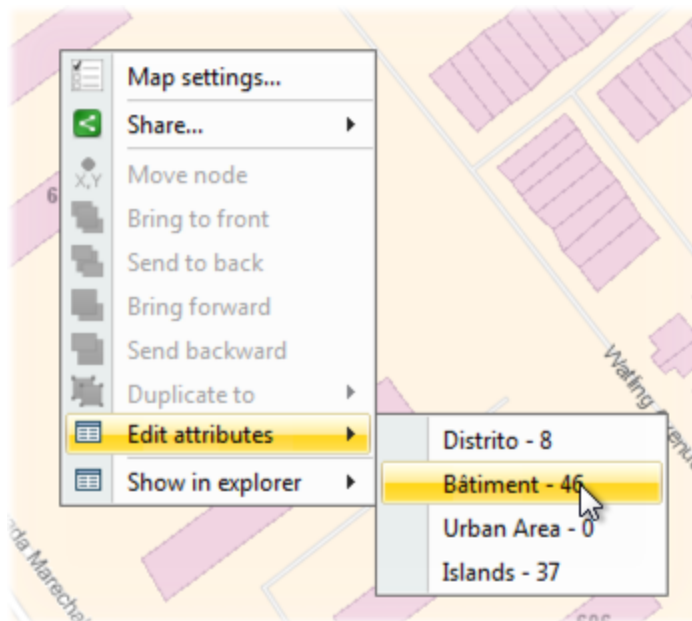 Map settings...
Share...
X,Y
Move node
6
Bring to front
Send to back
Bring forward
Send backward
Duplicate to
Edit attributes
Show in explorer
Distrito - 8
Bâtiment - 46
Urban Area - 0
Islands - 37
Watling